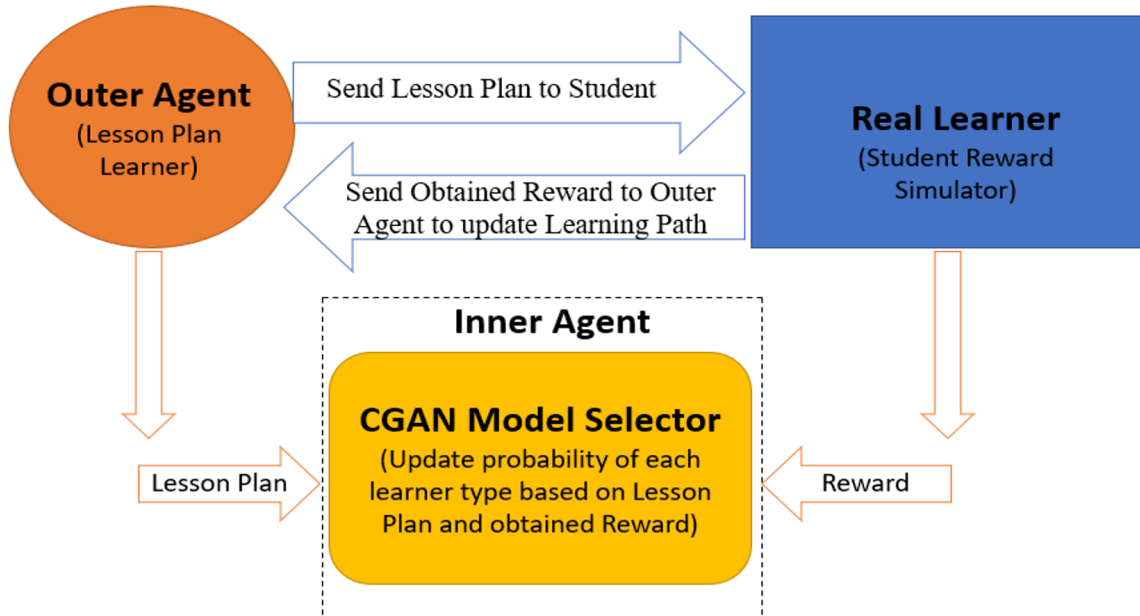 Outer Agent
(Lesson Plan
Learner)
Send Lesson Plan to Student
Real Learner
(Student Reward
Simulator)
Send Obtained Reward to Outer
Agent to update Learning Path
Inner Agent
CGAN Model Selector
(Update probability of each
learner type based on Lesson
Plan and obtained Reward)
Lesson Plan
Reward